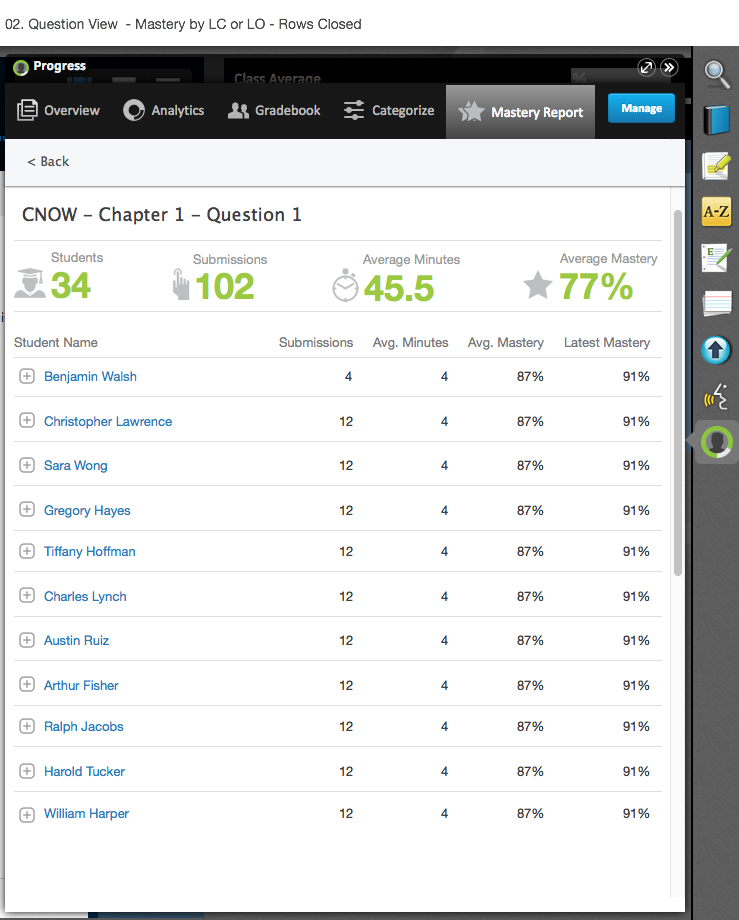 02. Question View - Mastery by LC or LO - Rows Closed
Progress
Class Average
%
Overview
Analytics
Gradebook
Categorize
Mastery Report
Manage
< Back
CNOW – Chapter 1 – Question 1
Students
34
Submissions
102
Average Minutes
45.5
Average Mastery
77%
Student Name Submissions Avg. Minutes Avg. Mastery Latest Mastery
Benjamin Walsh 4 4 87% 91%
Christopher Lawrence 12 4 87% 91%
Sara Wong 12 4 87% 91%
Gregory Hayes 12 4 87% 91%
Tiffany Hoffman 12 4 87% 91%
Charles Lynch 12 4 87% 91%
Austin Ruiz 12 4 87% 91%
Arthur Fisher 12 4 87% 91%
Ralph Jacobs 12 4 87% 91%
Harold Tucker 12 4 87% 91%
William Harper 12 4 87% 91%
A-Z
E